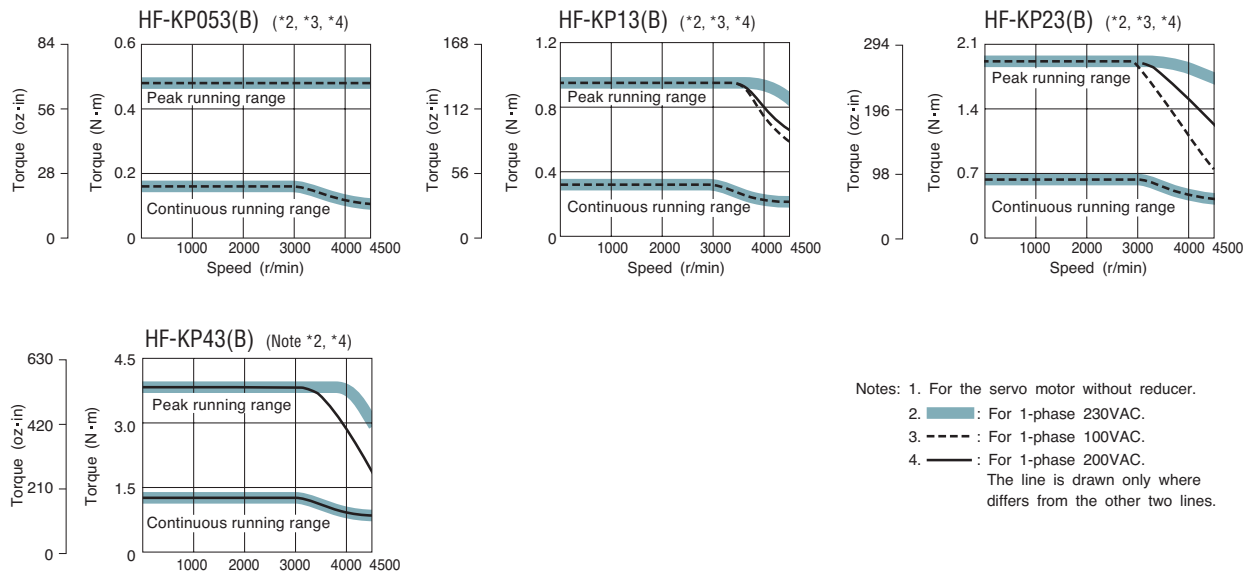 HF-KP053(B) (*2, *3, *4)
84
56
28
0
Torque (oz·in)
0.6
0.4
0.2
0
Torque (N·m)
Peak running range
Continuous running range
1000 2000 3000 4000 4500
Speed (r/min)
HF-KP13(B) (*2, *3, *4)
168
112
56
0
Torque (oz·in)
1.2
0.8
0.4
0
Torque (N·m)
Peak running range
Continuous running range
1000 2000 3000 4000 4500
Speed (r/min)
HF-KP23(B) (*2, *3, *4)
294
196
98
0
Torque (oz·in)
2.1
1.4
0.7
0
Torque (N·m)
Peak running range
Continuous running range
1000 2000 3000 4000 4500
Speed (r/min)
HF-KP43(B) (Note *2, *4)
630
420
210
0
Torque (oz·in)
4.5
3.0
1.5
0
Torque (N·m)
Peak running range
Continuous running range
1000 2000 3000 4000 4500
Notes: 1. For the servo motor without reducer.
2. : For 1-phase 230VAC.
3. : For 1-phase 100VAC.
4. : For 1-phase 200VAC.
The line is drawn only where
differs from the other two lines.